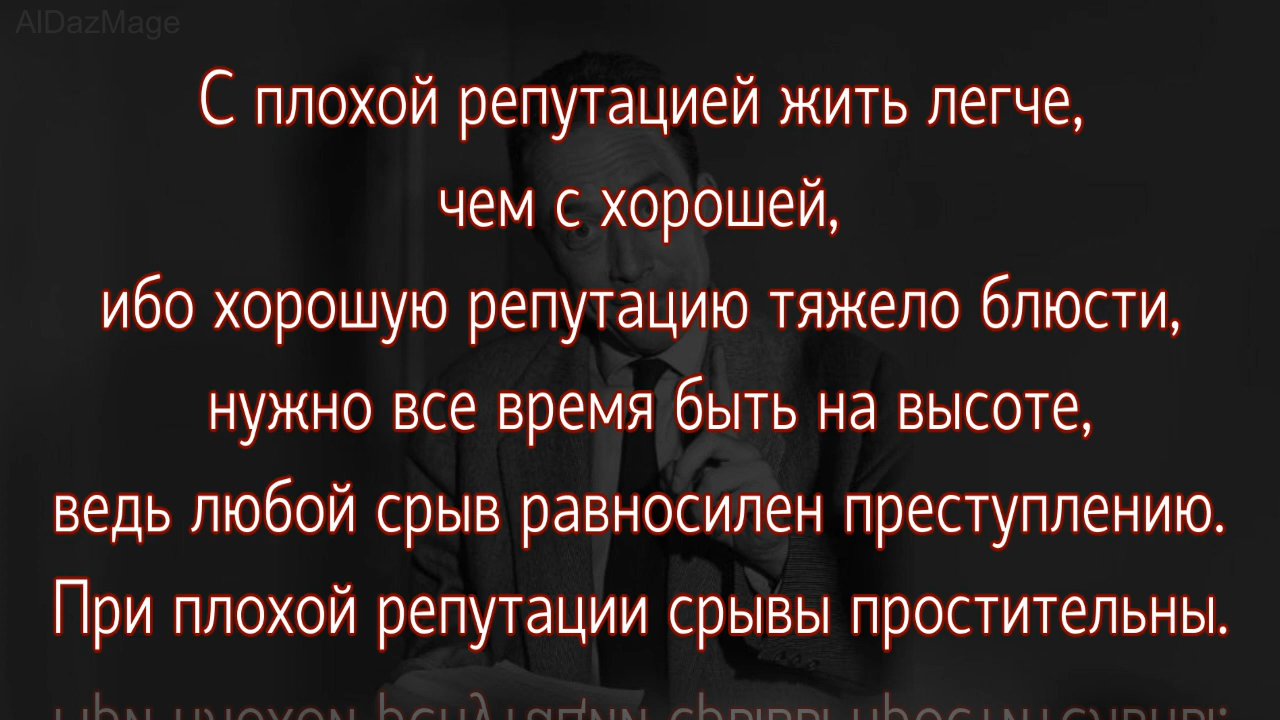 AlDazMage
С плохой репутацией жить легче,
чем с хорошей,
ибо хорошую репутацию тяжело блюсти,
нужно все время быть на высоте,
ведь любой срыв равносилен преступлению.
При плохой репутации срывы простительны.